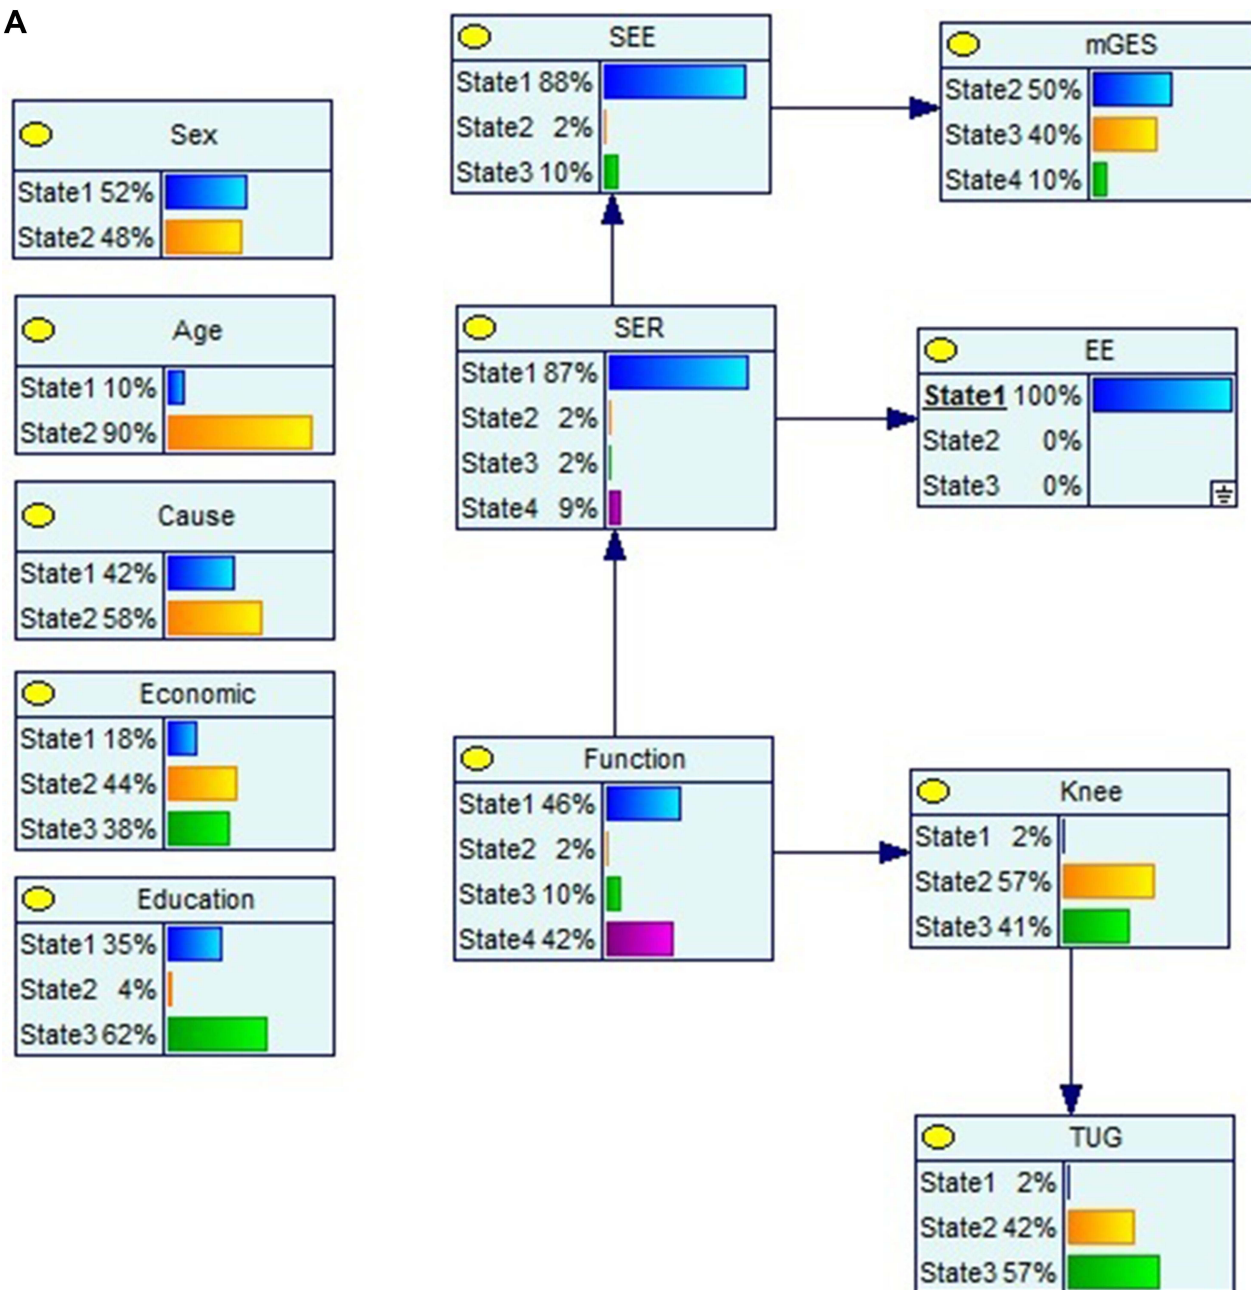 A
Sex
State1 52%
State2 48%
Age
State1 10%
State2 90%
Cause
State1 42%
State2 58%
Economic
State1 18%
State2 44%
State3 38%
Education
State1 35%
State2 4%
State3 62%
SEE
State1 88%
State2 2%
State3 10%
mGES
State2 50%
State3 40%
State4 10%
SER
State1 87%
State2 2%
State3 2%
State4 9%
EE
State1 100%
State2 0%
State3 0%
Function
State1 46%
State2 2%
State3 10%
State4 42%
Knee
State1 2%
State2 57%
State3 41%
TUG
State1 2%
State2 42%
State3 57%